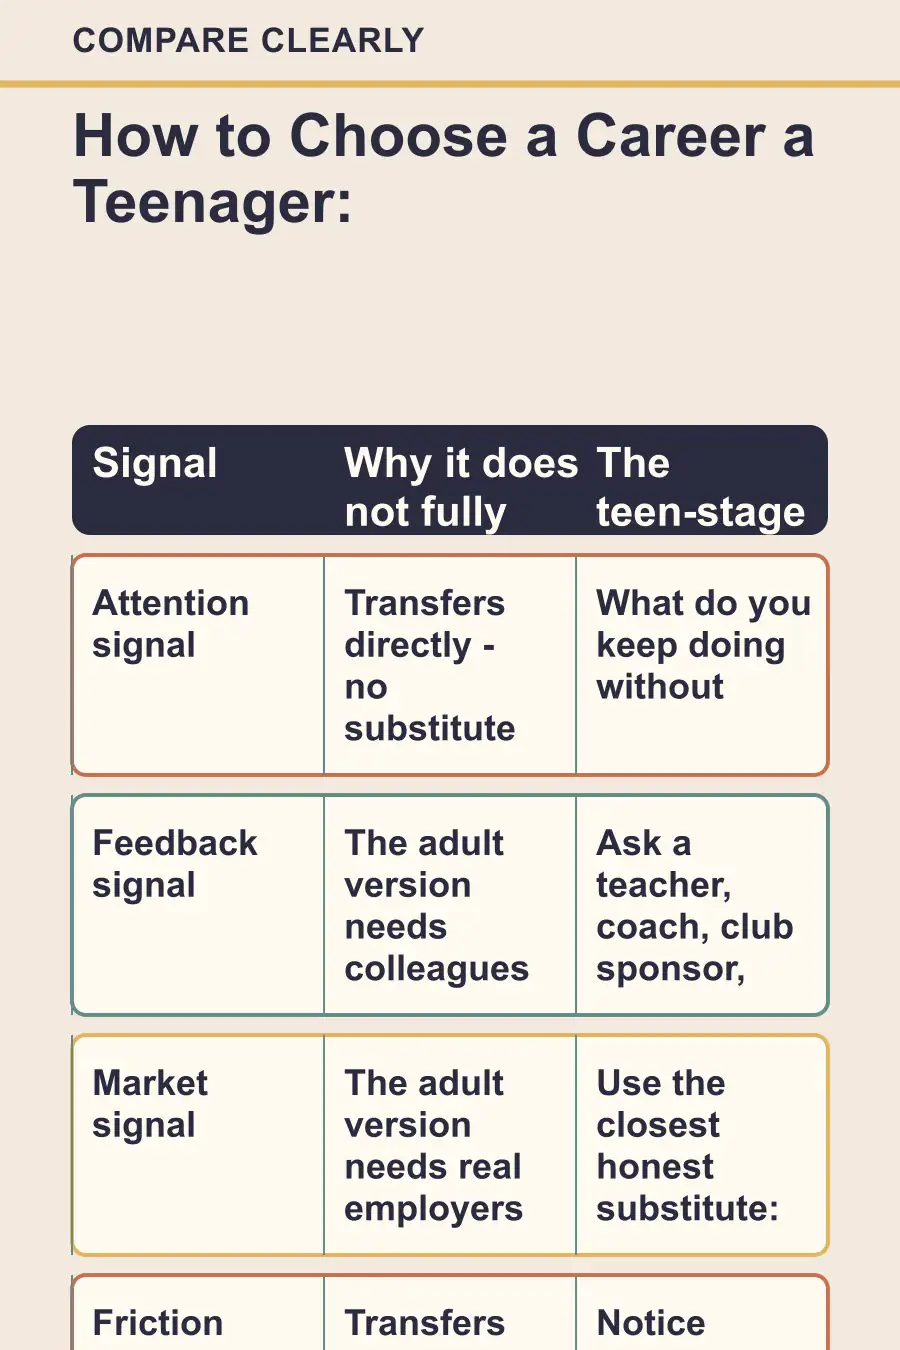 COMPARE CLEARLY
How to Choose a Career a
Teenager:
Signal
Why it does
not fully
The
teen-stage
Attention
signal
Transfers
directly -
no
substitute
What do you
keep doing
without
Feedback
signal
The adult
version
needs
colleagues
Ask a
teacher,
coach, club
sponsor,
Market
signal
The adult
version
needs real
employers
Use the
closest
honest
substitute:
Friction
Transfers
Notice